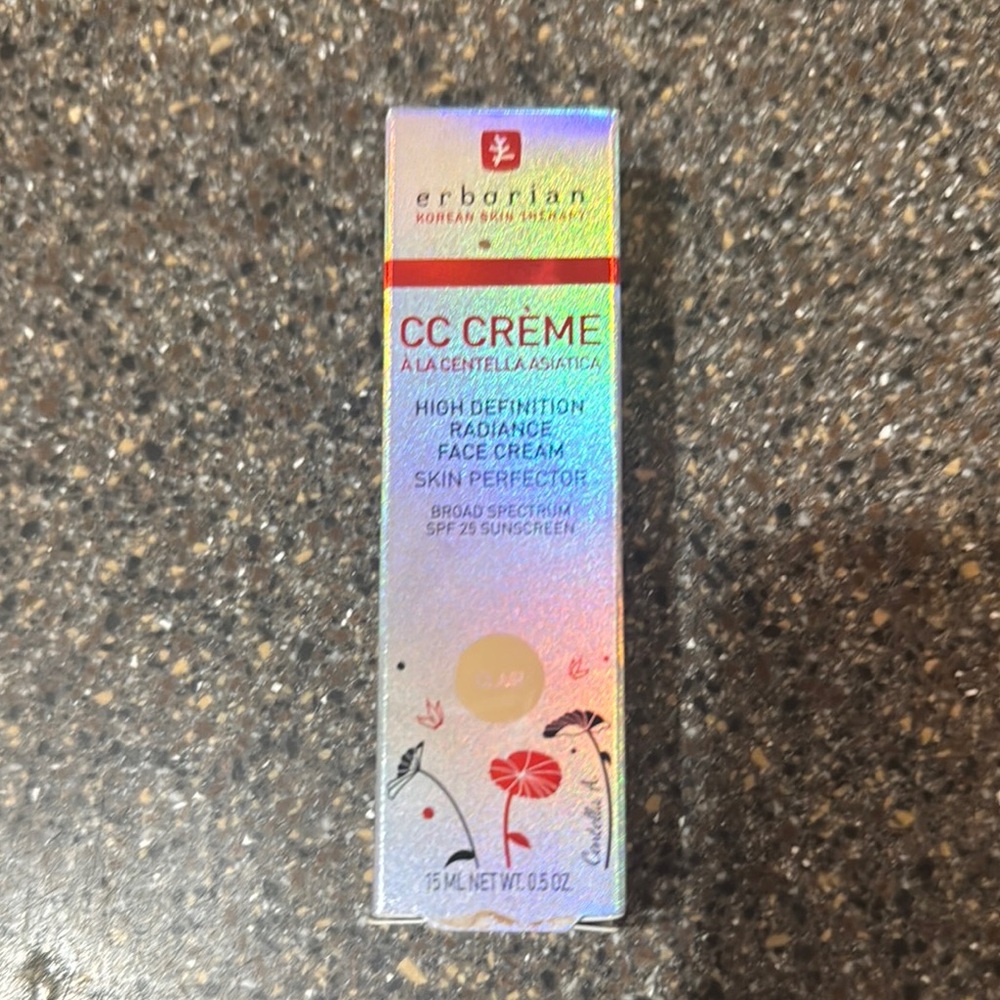 erborian
KOREAN SKIN THERAPY
CC CRÈME
À LA CENTELLA ASIATICA
HIGH DEFINITION
RADIANCE
FACE CREAM
SKIN PERFECTOR
BROAD SPECTRUM
SPF 25 SUNSCREEN
Centella A.
15 ML NET WT. 0.5 OZ.